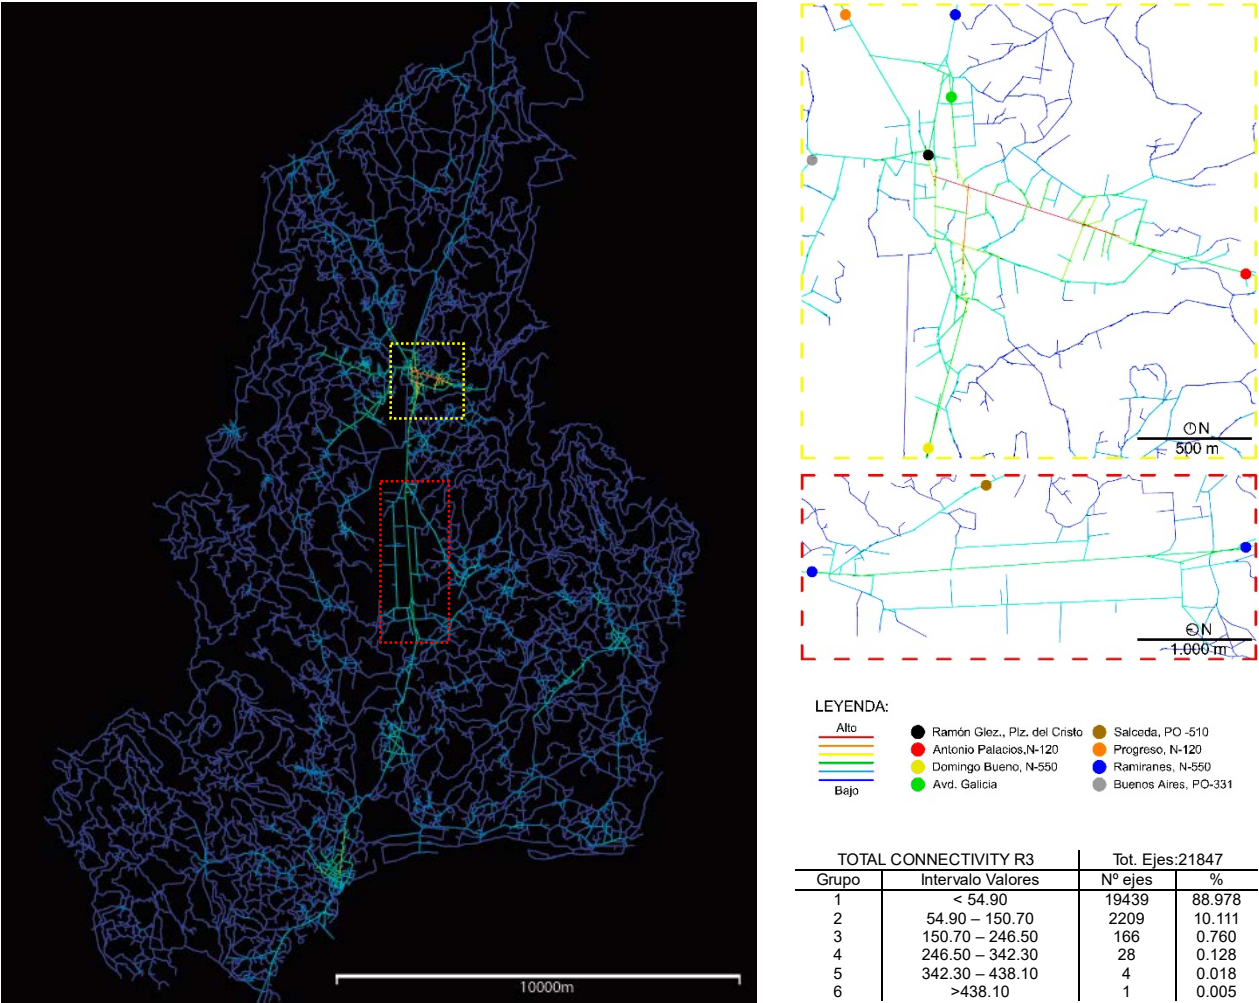 N
500 m
N
1.000 m
10000m
LEYENDA:
Alto
Bajo
Ramón Glez., Plz. del Cristo
Antonio Palacios,N-120
Domingo Bueno, N-550
Avd. Galicia
Salceda, PO -510
Progreso, N-120
Ramiranes, N-550
Buenos Aires, PO-331
TOTAL CONNECTIVITY R3 Tot. Ejes:21847
Grupo Intervalo Valores Nº ejes %
1 < 54.90 19439 88.978
2 54.90 – 150.70 2209 10.111
3 150.70 – 246.50 166 0.760
4 246.50 – 342.30 28 0.128
5 342.30 – 438.10 4 0.018
6 >438.10 1 0.005